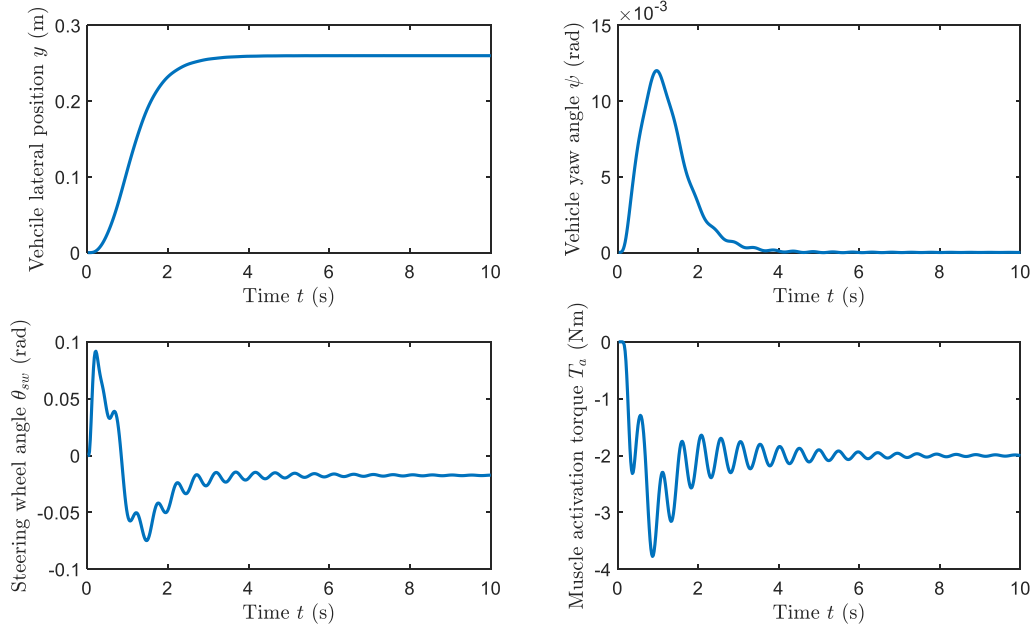 Vehcile lateral position y (m)
0.3
0.2
0.1
0
0 2 4 6 8 10
Time t (s)
×10⁻³
Vehicle yaw angle ψ (rad)
15
10
5
0
0 2 4 6 8 10
Time t (s)
Steering wheel angle θ_sw (rad)
0.1
0.05
0
-0.05
-0.1
0 2 4 6 8 10
Time t (s)
Muscle activation torque T_a (Nm)
0
-1
-2
-3
-4
0 2 4 6 8 10
Time t (s)